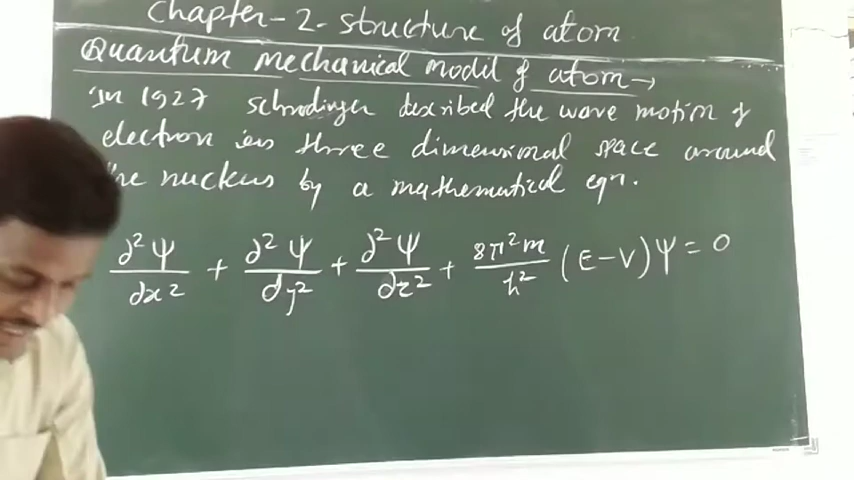 Chapter-2-structure of atom
Quantum mechanical modil of atom→
In 1927 schrodinger described the wave motion of
electron in three dimensional space around
the nucleus by a mathematical eqn.
∂²Ψ/∂x² + ∂²Ψ/∂y² + ∂²Ψ/∂z² + 8π²m/h² (E-V)Ψ = 0